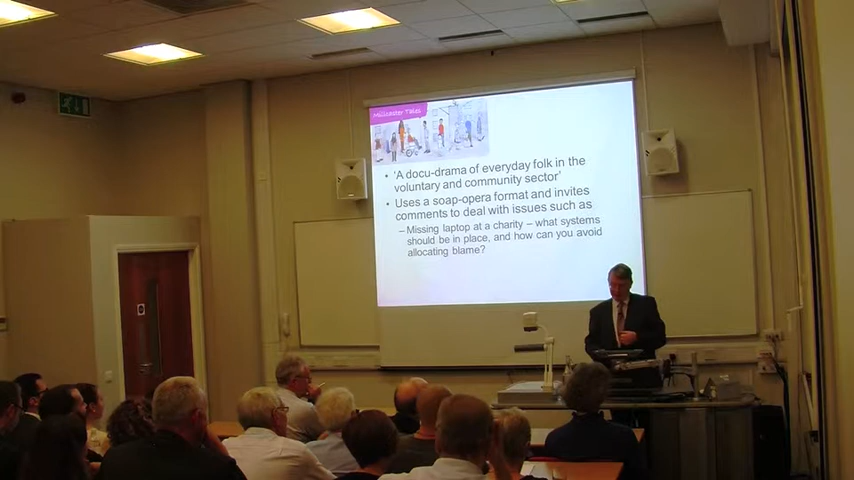 Millcaster Tales
• ‘A docu-drama of everyday folk in the
voluntary and community sector’
• Uses a soap-opera format and invites
comments to deal with issues such as
– Missing laptop at a charity – what systems
should be in place, and how can you avoid
allocating blame?